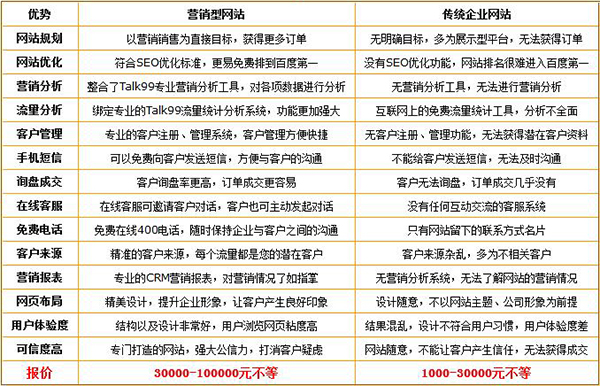 优势 营销型网站 传统企业网站
网站规划 以营销销售为直接目标，获得更多订单 无明确目标，多为展示型平台，无法获得订单
网站优化 符合SEO优化标准，更易免费排到百度第一 没有SEO优化功能，网站排名很难进入百度第一
营销分析 整合了Talk99专业营销分析工具，对各项数据进行分析 无营销分析工具，无法进行营销分析
流量分析 绑定专业的Talk99流量统计分析系统，功能更加强大 互联网上的免费流量统计工具，分析不全面
客户管理 专业的客户注册、管理系统，客户管理方便快捷 无客户注册、管理功能，无法获得潜在客户资料
手机短信 可以免费向客户发送短信，方便与客户的沟通 不能给客户发送短信，无法及时沟通
询盘成交 客户询盘率更高，订单成交更容易 客户无法询盘，订单成交几乎没有
在线客服 在线客服可邀请客户对话，客户也可主动发起对话 没有任何互动交流的客服系统
免费电话 免费在线400电话，随时保持企业与客户之间的沟通 只有网站留下的联系方式名片
客户来源 精准的客户来源，每个流量都是您的潜在客户 客户来源杂乱，多为不相关客户
营销报表 专业的CRM营销报表，对营销情况了如指掌 无营销分析系统，无法了解网站的营销情况
网页布局 精美设计，提升企业形象，让客户产生良好印象 设计随意，不以网站主题、公司形象为前提
用户体验度 结构以及设计非常好，用户浏览网页粘度高 结果混乱，设计不符合用户习惯，用户体验度差
可信度高 专门打造的网站，强大公信力，打消客户疑虑 网站随意，不能让客户产生信任，无法获得成交
报价 30000-100000元不等 1000-30000元不等